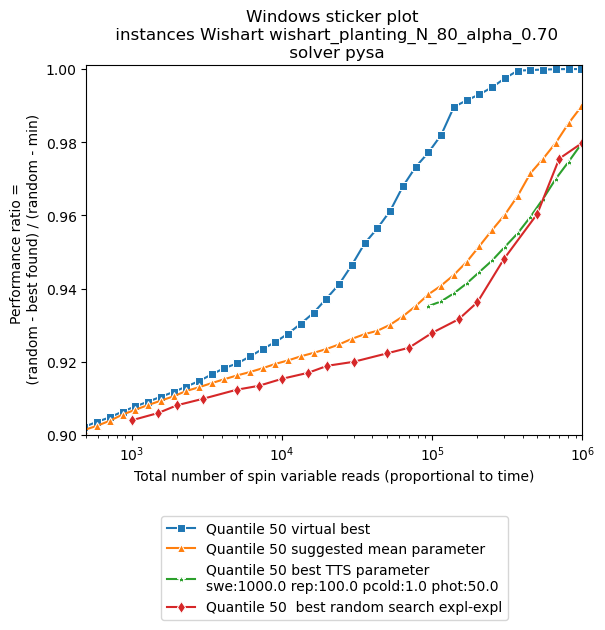 Windows sticker plot
instances Wishart wishart_planting_N_80_alpha_0.70
solver pysa
Performance ratio =
(random - best found) / (random - min)
1.00
0.98
0.96
0.94
0.92
0.90
10³
10⁴
10⁵
10⁶
Total number of spin variable reads (proportional to time)
Quantile 50 virtual best
Quantile 50 suggested mean parameter
Quantile 50 best TTS parameter
swe:1000.0 rep:100.0 pcold:1.0 phot:50.0
Quantile 50  best random search expl-expl